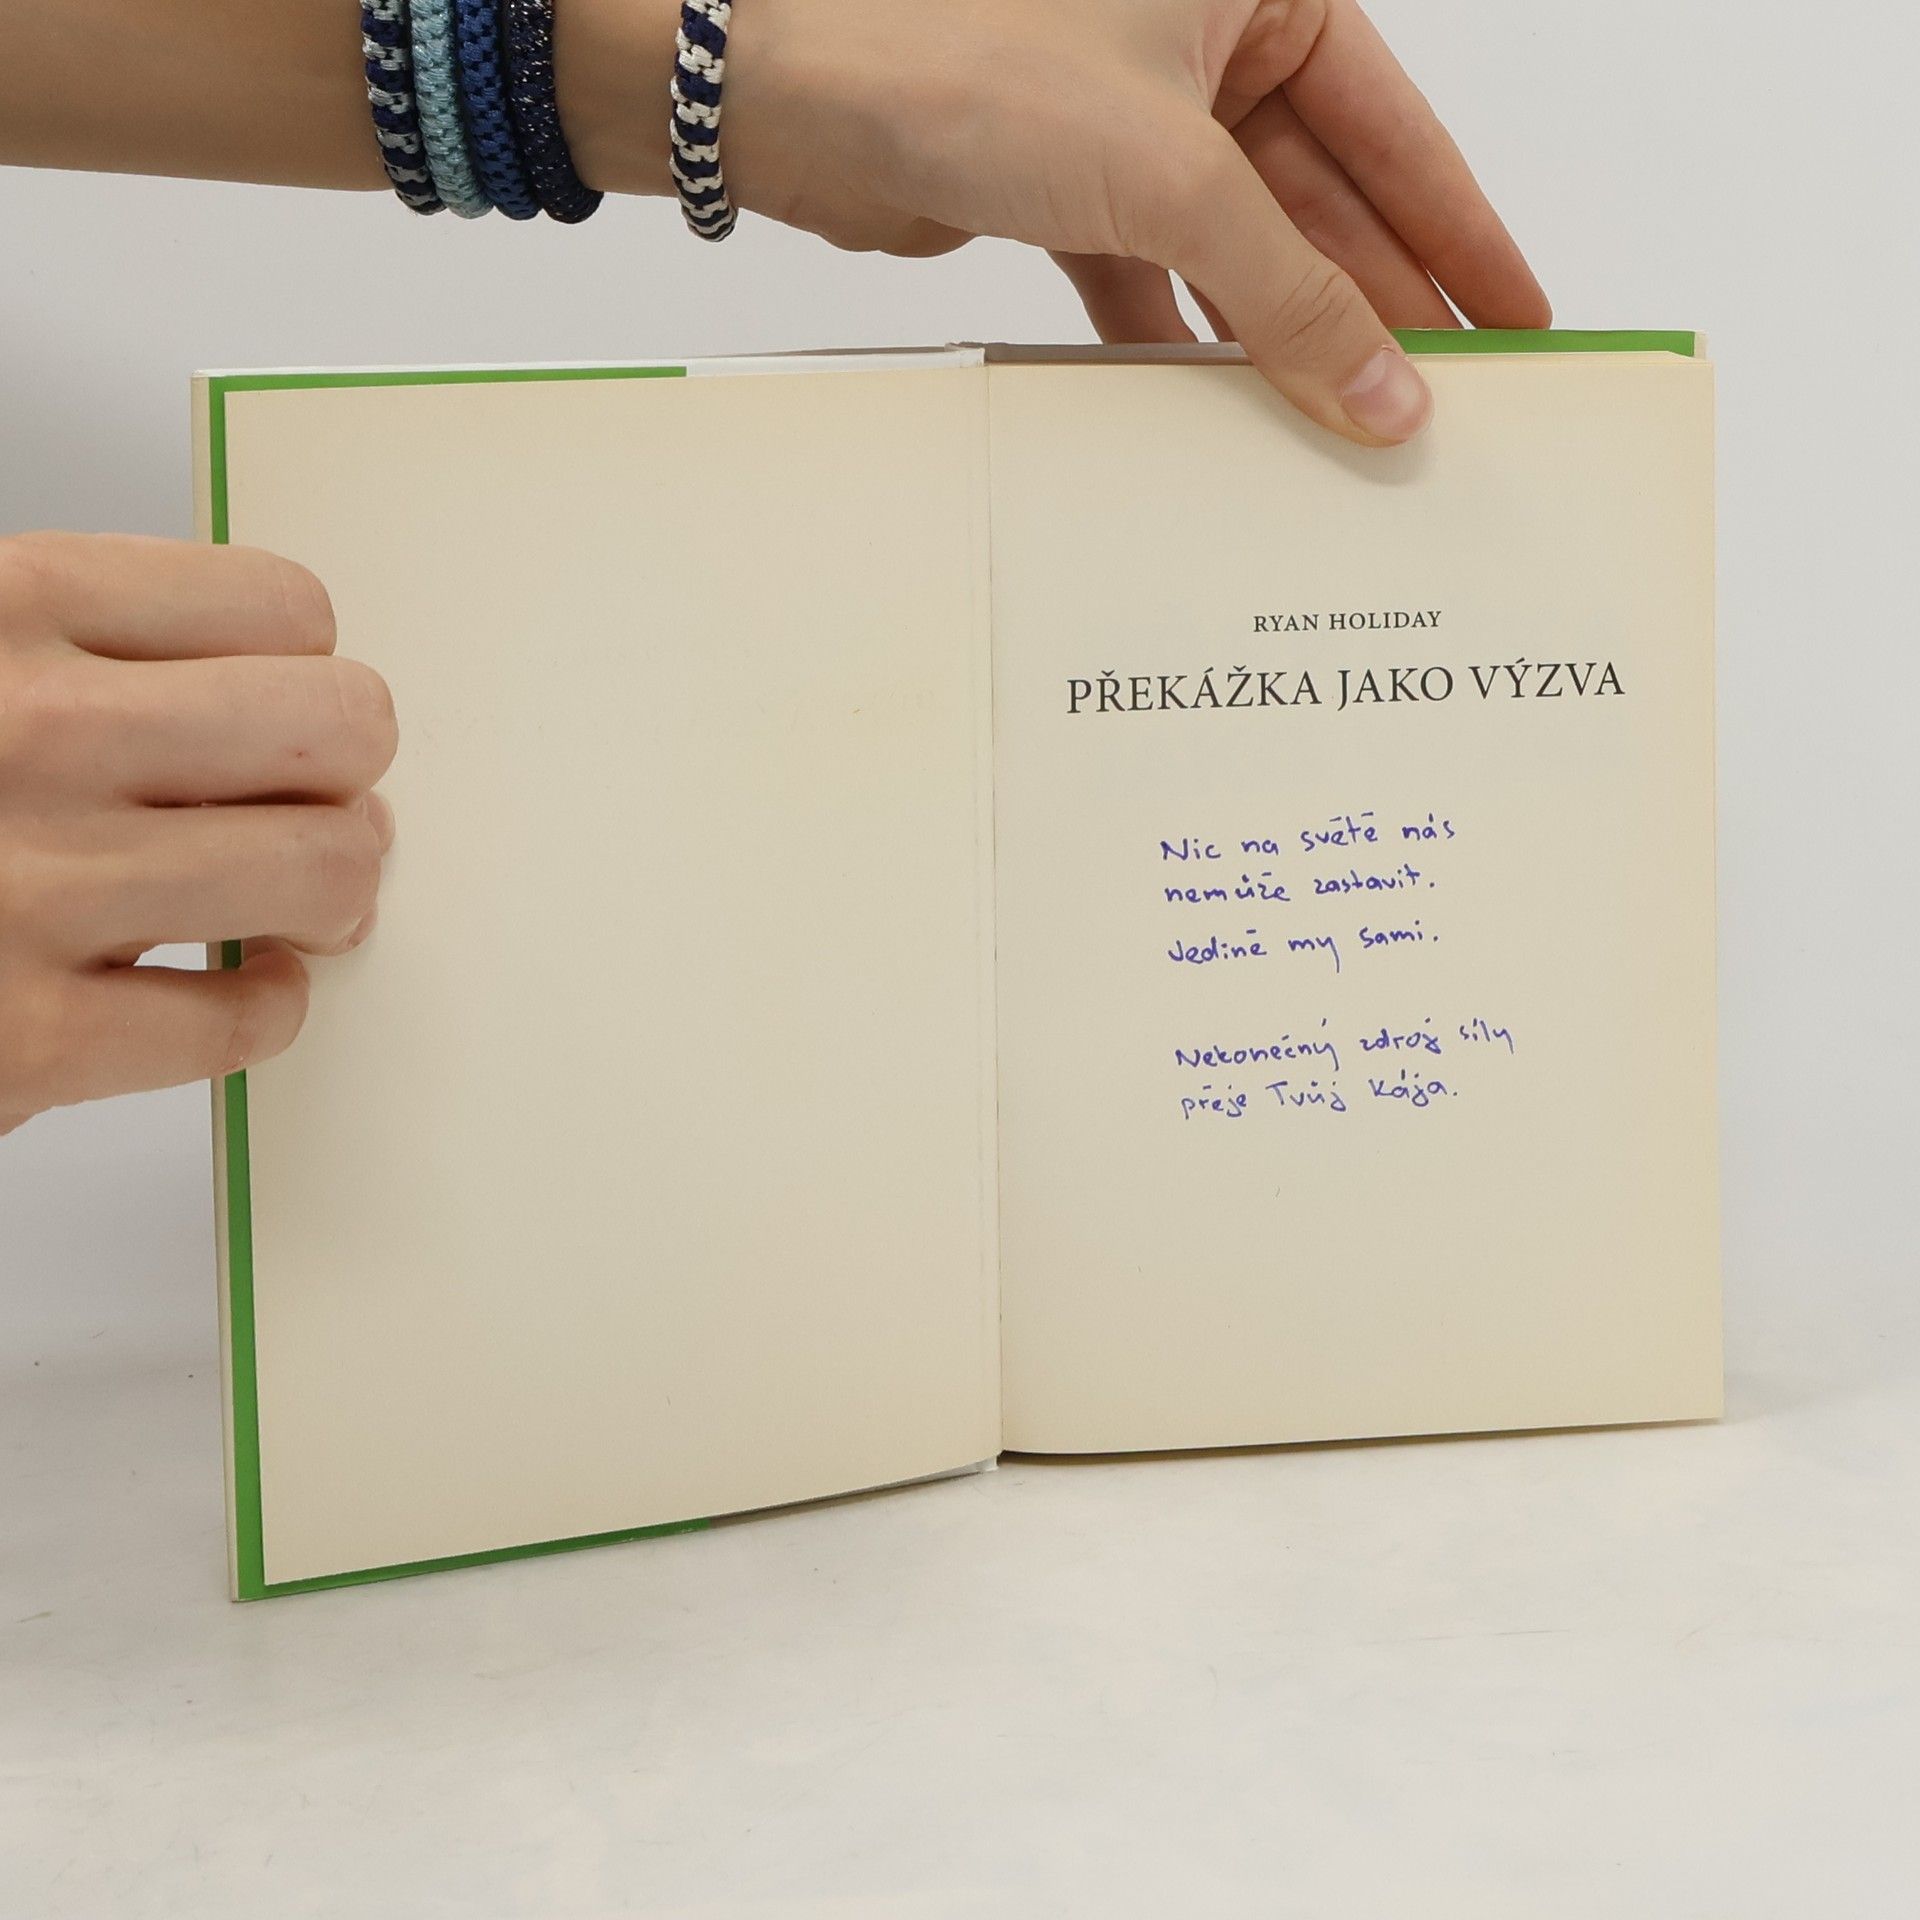 RYAN HOLIDAY
PŘEKÁŽKA JAKO VÝZVA
Nic na světě nás
nemůže zastavit.
Jedině my sami.
Nekonečný zdroj síly
přeje Tvůj Kája.